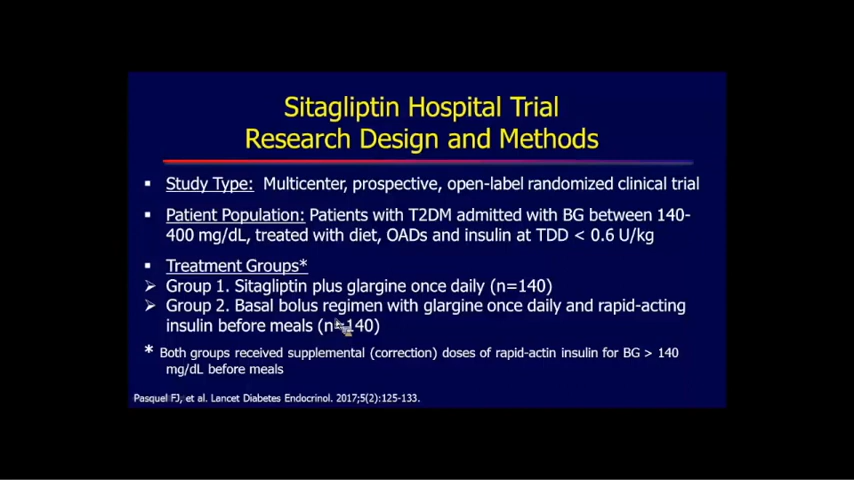 Sitagliptin Hospital Trial
Research Design and Methods
▪ Study Type: Multicenter, prospective, open-label randomized clinical trial
▪ Patient Population: Patients with T2DM admitted with BG between 140-
400 mg/dL, treated with diet, OADs and insulin at TDD < 0.6 U/kg
▪ Treatment Groups*
➢ Group 1. Sitagliptin plus glargine once daily (n=140)
➢ Group 2. Basal bolus regimen with glargine once daily and rapid-acting
insulin before meals (n=140)
* Both groups received supplemental (correction) doses of rapid-actin insulin for BG > 140
mg/dL before meals
Pasquel FJ, et al. Lancet Diabetes Endocrinol. 2017;5(2):125-133.